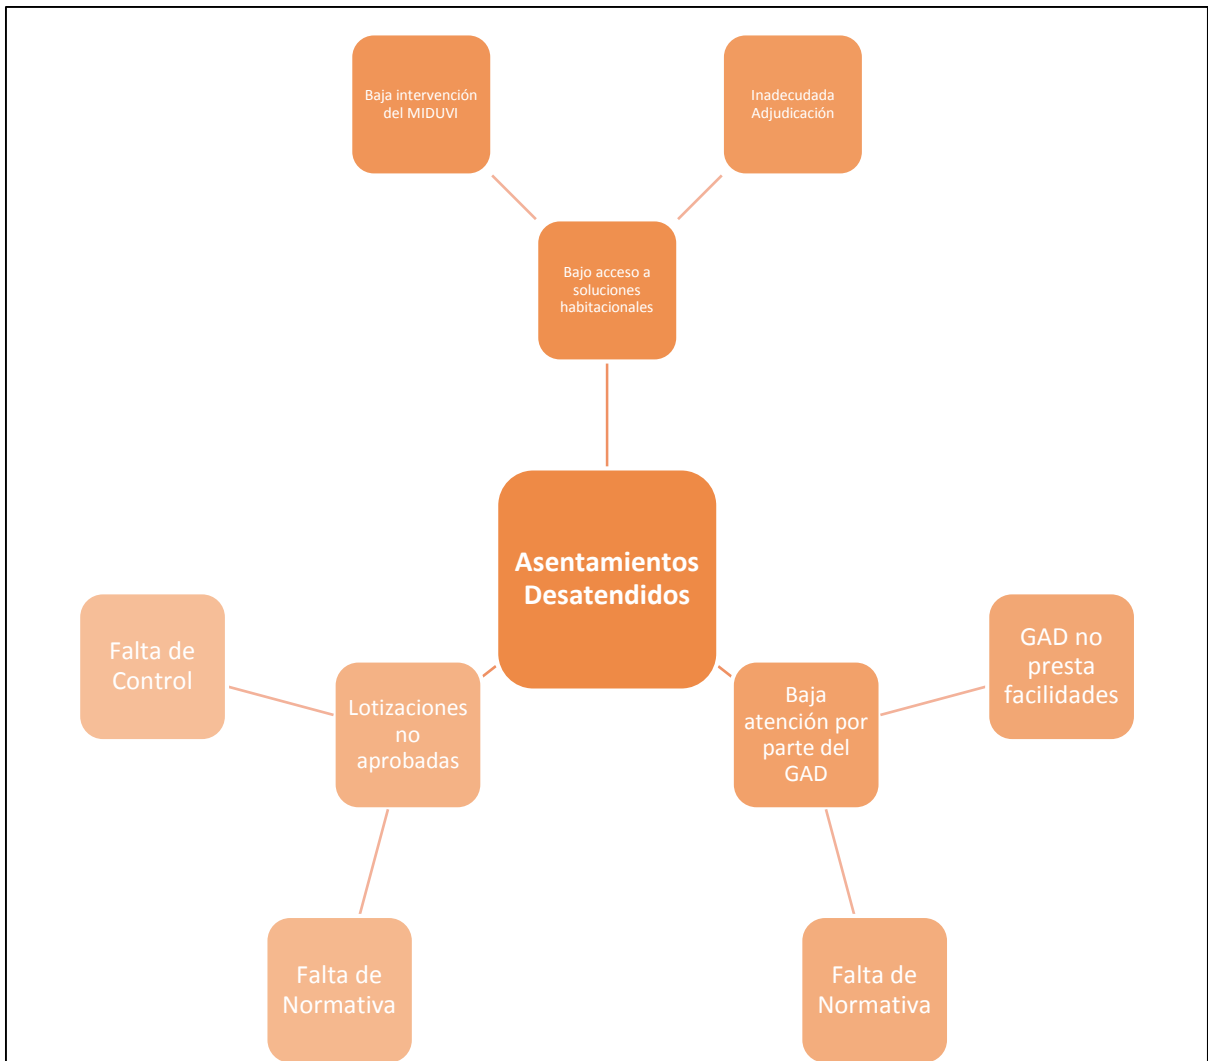 Baja intervención
del MIDUVI
Inadecudada
Adjudicación
Bajo acceso a
soluciones
habitacionales
Asentamientos
Desatendidos
Falta de
Control
GAD no
presta
facilidades
Lotizaciones
no
aprobadas
Baja
atención por
parte del
GAD
Falta de
Normativa
Falta de
Normativa